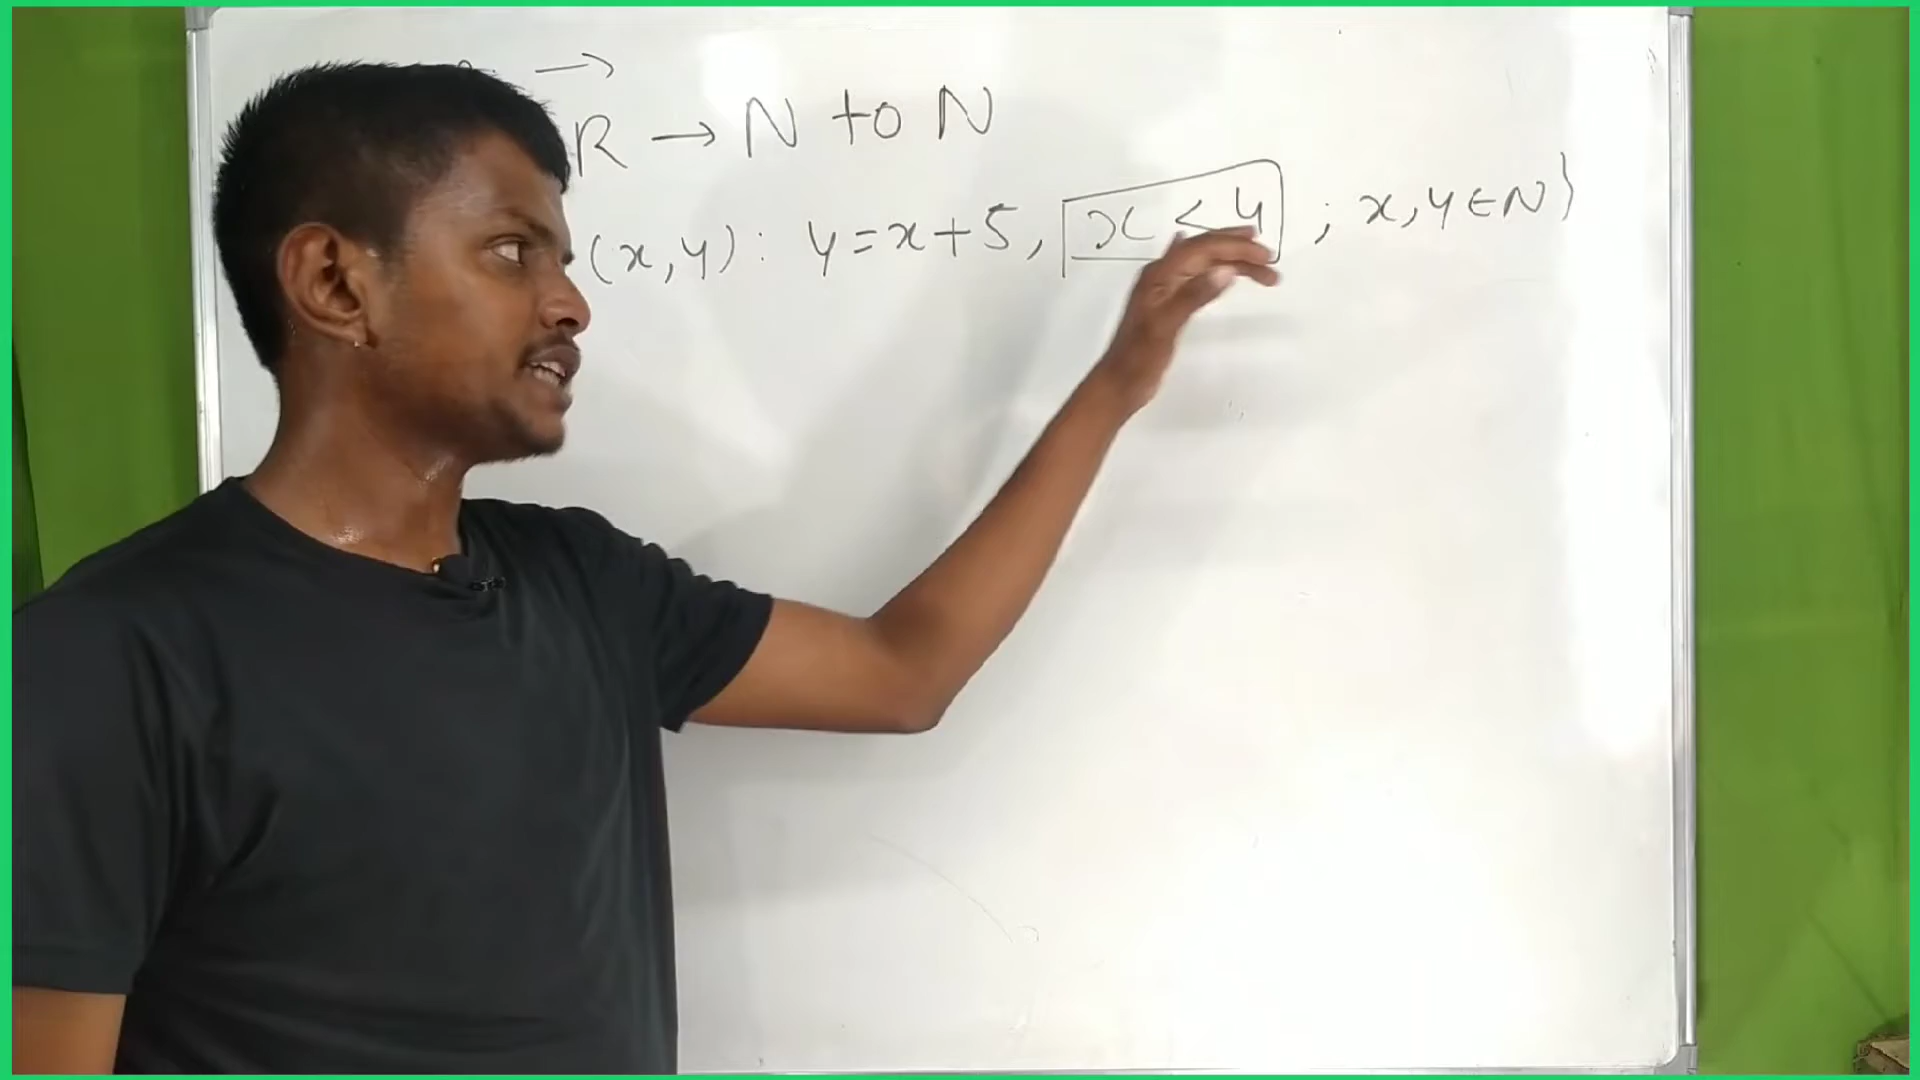 →
R → N to N
(x,y): y=x+5, x<4 ; x,y∈N}